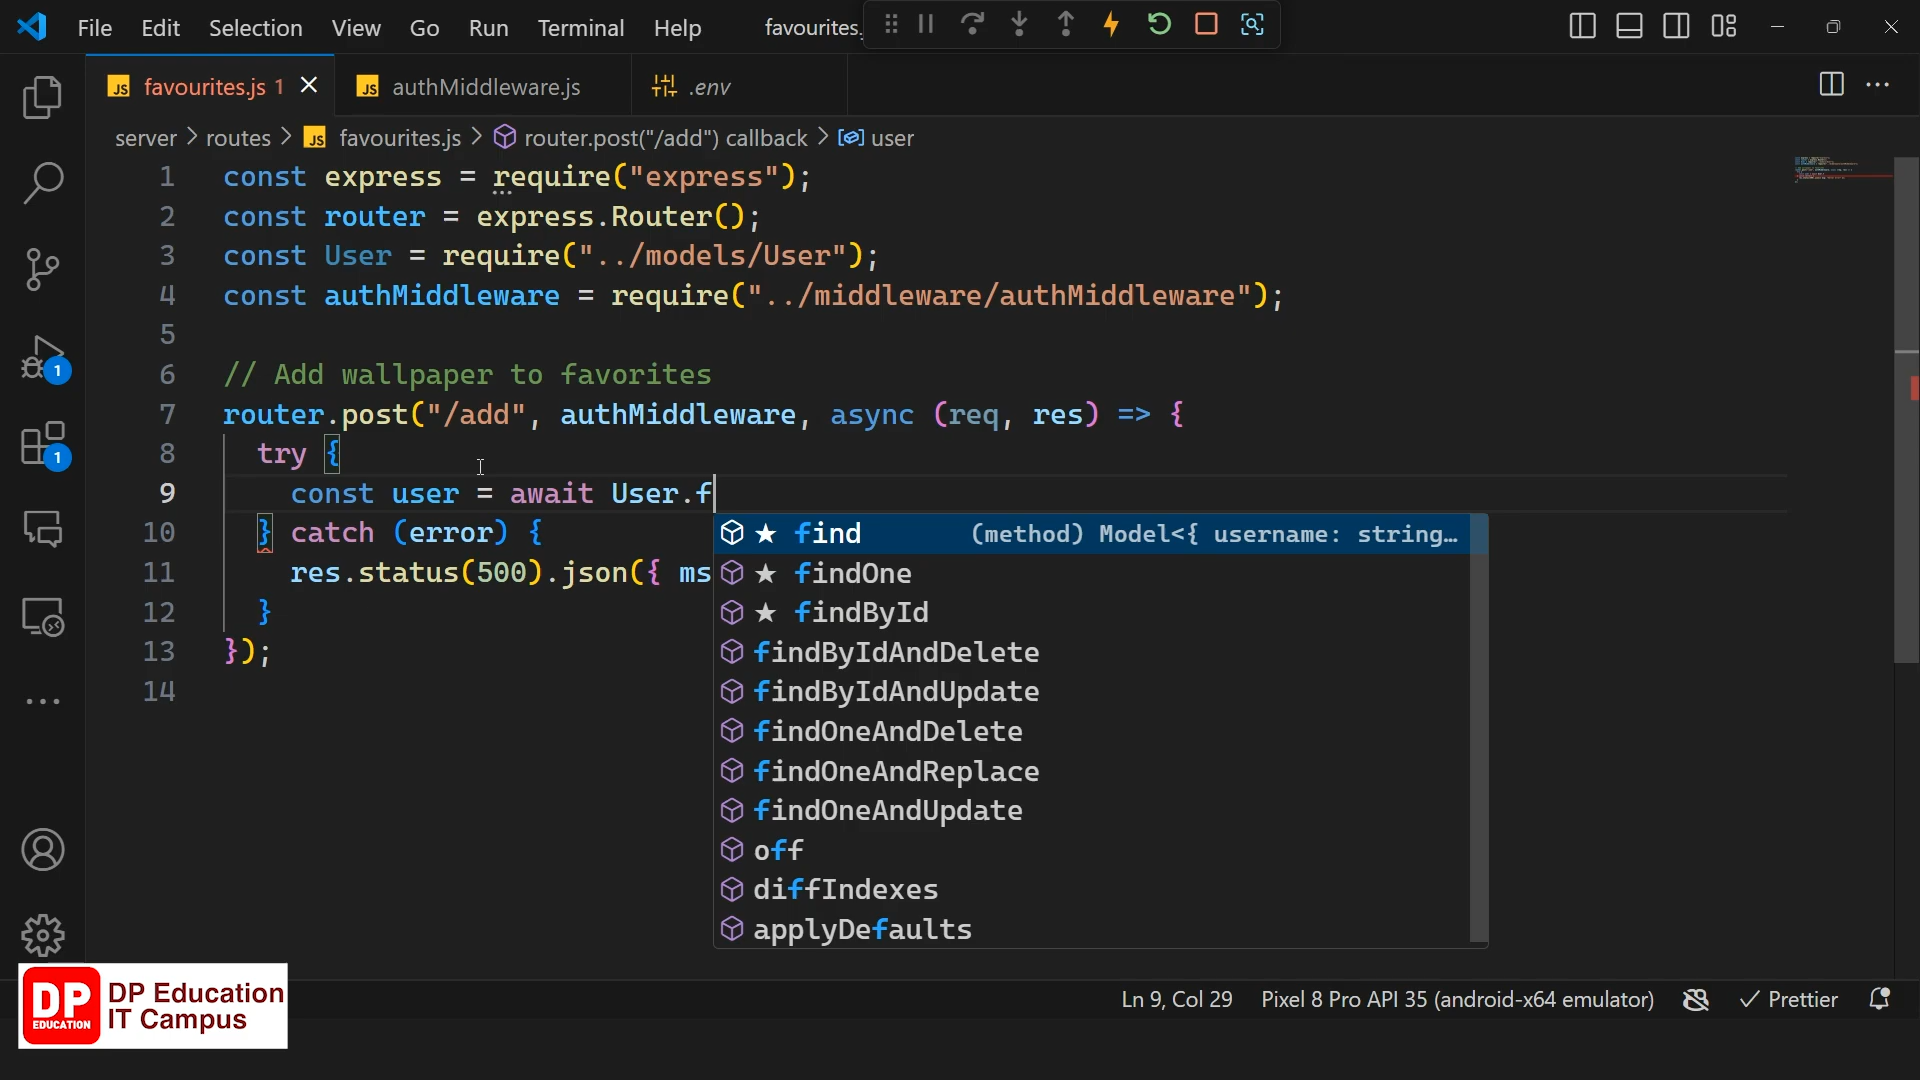 File Edit Selection View Go Run Terminal Help favourites.
JS favourites.js 1 JS authMiddleware.js .env
server routes JS favourites.js router.post("/add") callback user
1 const express = require("express");
2 const router = express.Router();
3 const User = require("../models/User");
4 const authMiddleware = require("../middleware/authMiddleware");
5
6 // Add wallpaper to favorites
7 router.post("/add", authMiddleware, async (req, res) => {
8 try {
9 const user = await User.f
10 } catch (error) {
11 res.status(500).json({ ms
12 }
13 });
14
find (method) Model<{ username: string…
findOne
findById
findByIdAndDelete
findByIdAndUpdate
findOneAndDelete
findOneAndReplace
findOneAndUpdate
off
diffIndexes
applyDefaults
1
1
DP EDUCATION
DP Education
IT Campus
Ln 9, Col 29 Pixel 8 Pro API 35 (android-x64 emulator) Prettier